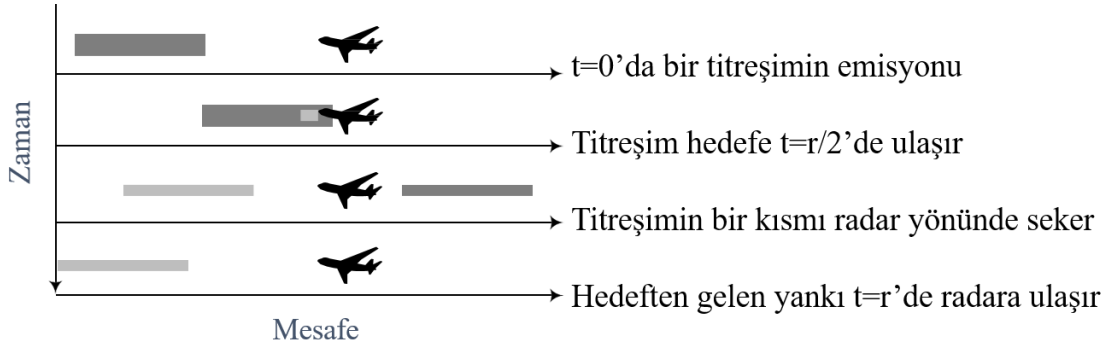 Zaman
t=0’da bir titreşimin emisyonu
Titreşim hedefe t=r/2’de ulaşır
Titreşimin bir kısmı radar yönünde seker
Hedeften gelen yankı t=r’de radara ulaşır
Mesafe